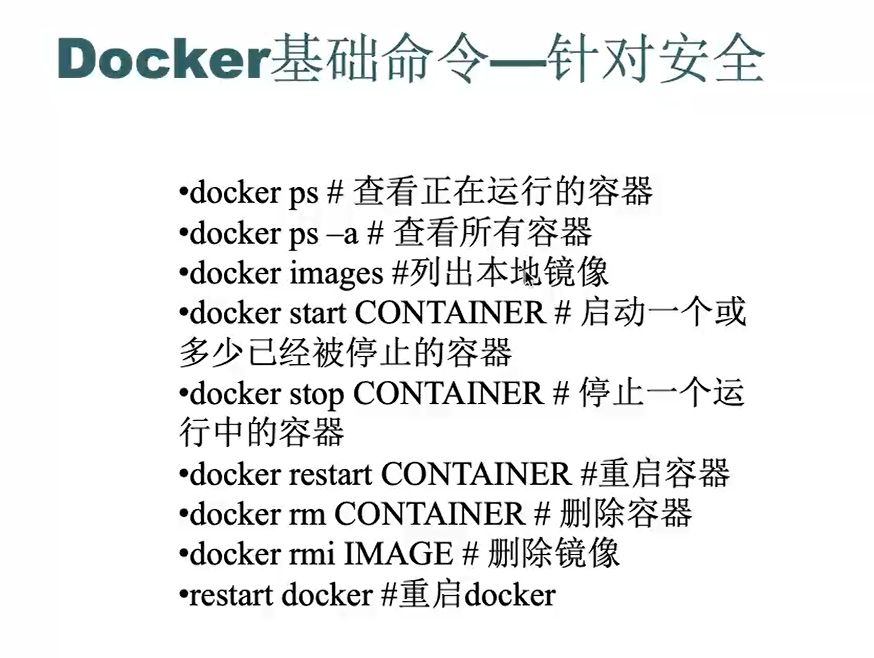 Docker基础命令—针对安全
•docker ps # 查看正在运行的容器
•docker ps –a # 查看所有容器
•docker images #列出本地镜像
•docker start CONTAINER # 启动一个或
多少已经被停止的容器
•docker stop CONTAINER # 停止一个运
行中的容器
•docker restart CONTAINER #重启容器
•docker rm CONTAINER # 删除容器
•docker rmi IMAGE # 删除镜像
•restart docker #重启docker